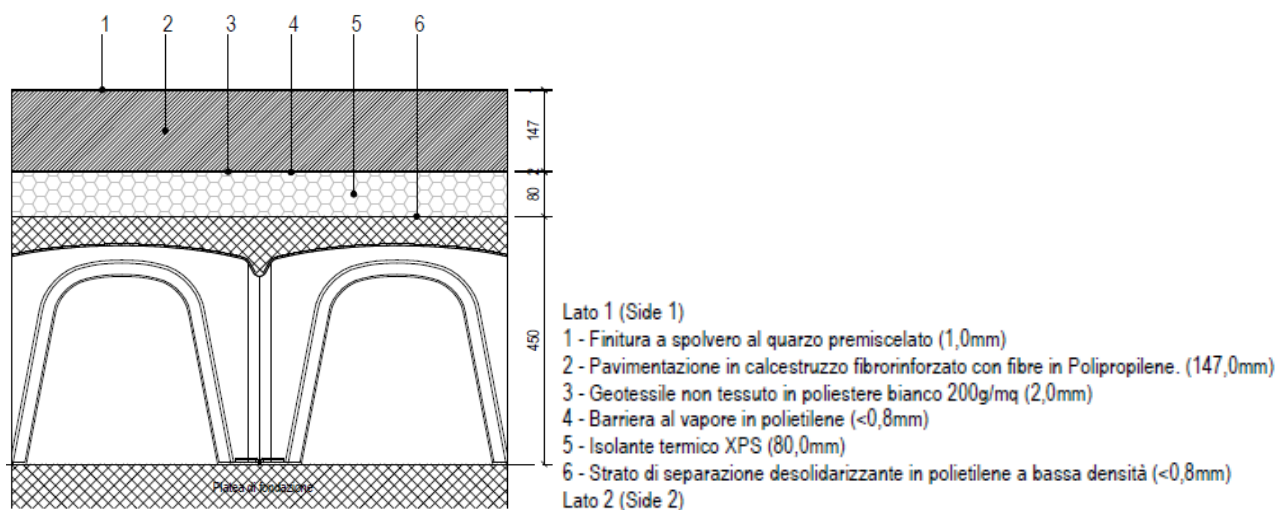 1 2 3 4 5 6
147
2
80
450
Platea di fondazione
Lato 1 (Side 1)
1 - Finitura a spolvero al quarzo premiscelato (1,0mm)
2 - Pavimentazione in calcestruzzo fibrorinforzato con fibre in Polipropilene. (147,0mm)
3 - Geotessile non tessuto in poliestere bianco 200g/mq (2,0mm)
4 - Barriera al vapore in polietilene (<0,8mm)
5 - Isolante termico XPS (80,0mm)
6 - Strato di separazione desolidarizzante in polietilene a bassa densità (<0,8mm)
Lato 2 (Side 2)